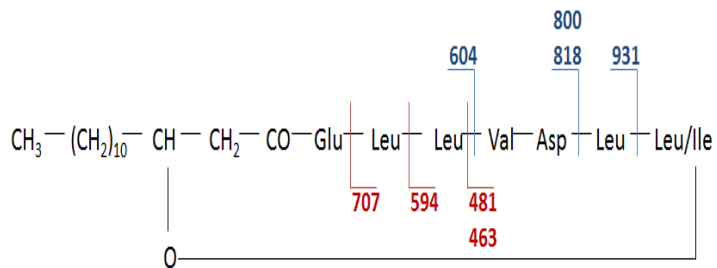 800
604 818 931
CH₃ (CH₂)₁₀ CH CH₂ CO Glu Leu Leu Val Asp Leu Leu/Ile
707 594 481
463
O